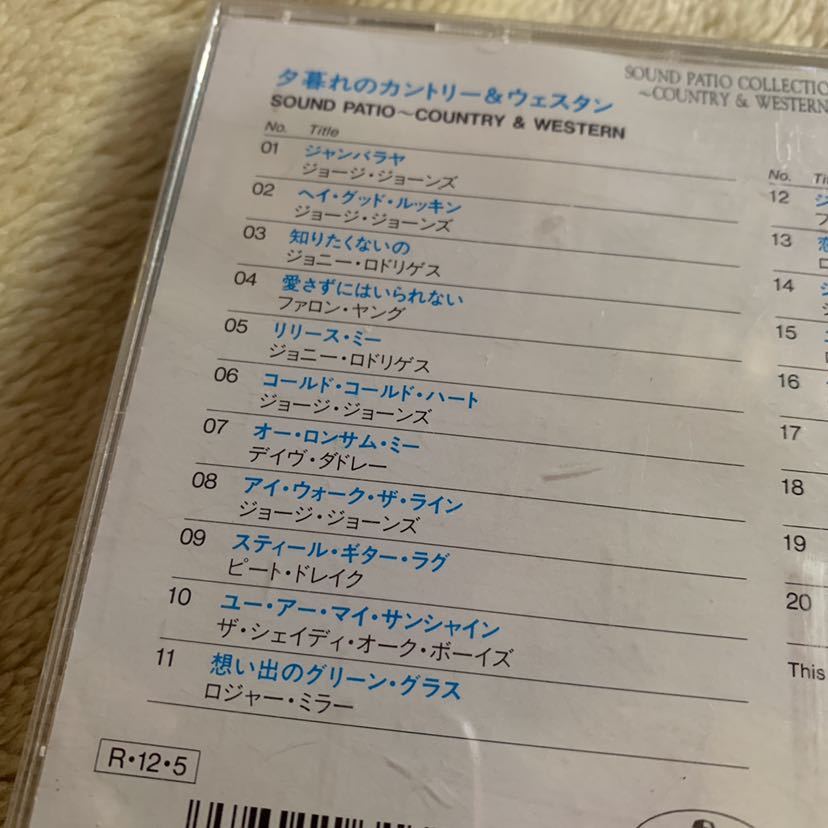 夕暮れのカントリー&ウェスタン
SOUND PATIO~COUNTRY & WESTERN
No. Title
01 ジャンバラヤ
ジョージ・ジョーンズ
02 ヘイ・グッド・ルッキン
ジョージ・ジョーンズ
03 知りたくないの
ジョニー・ロドリゲス
04 愛さずにはいられない
ファロン・ヤング
05 リリース・ミー
ジョニー・ロドリゲス
06 コールド・コールド・ハート
ジョージ・ジョーンズ
07 オー・ロンサム・ミー
デイヴ・ダドレー
08 アイ・ウォーク・ザ・ライン
ジョージ・ジョーンズ
09 スティール・ギター・ラグ
ピート・ドレイク
10 ユー・アー・マイ・サンシャイン
ザ・シェイディ・オーク・ボーイズ
11 想い出のグリーン・グラス
ロジャー・ミラー
R・12・5
SOUND PATIO COLLECTIO
~COUNTRY & WESTERN
No.
12
13
14
15
16
17
18
19
20
This